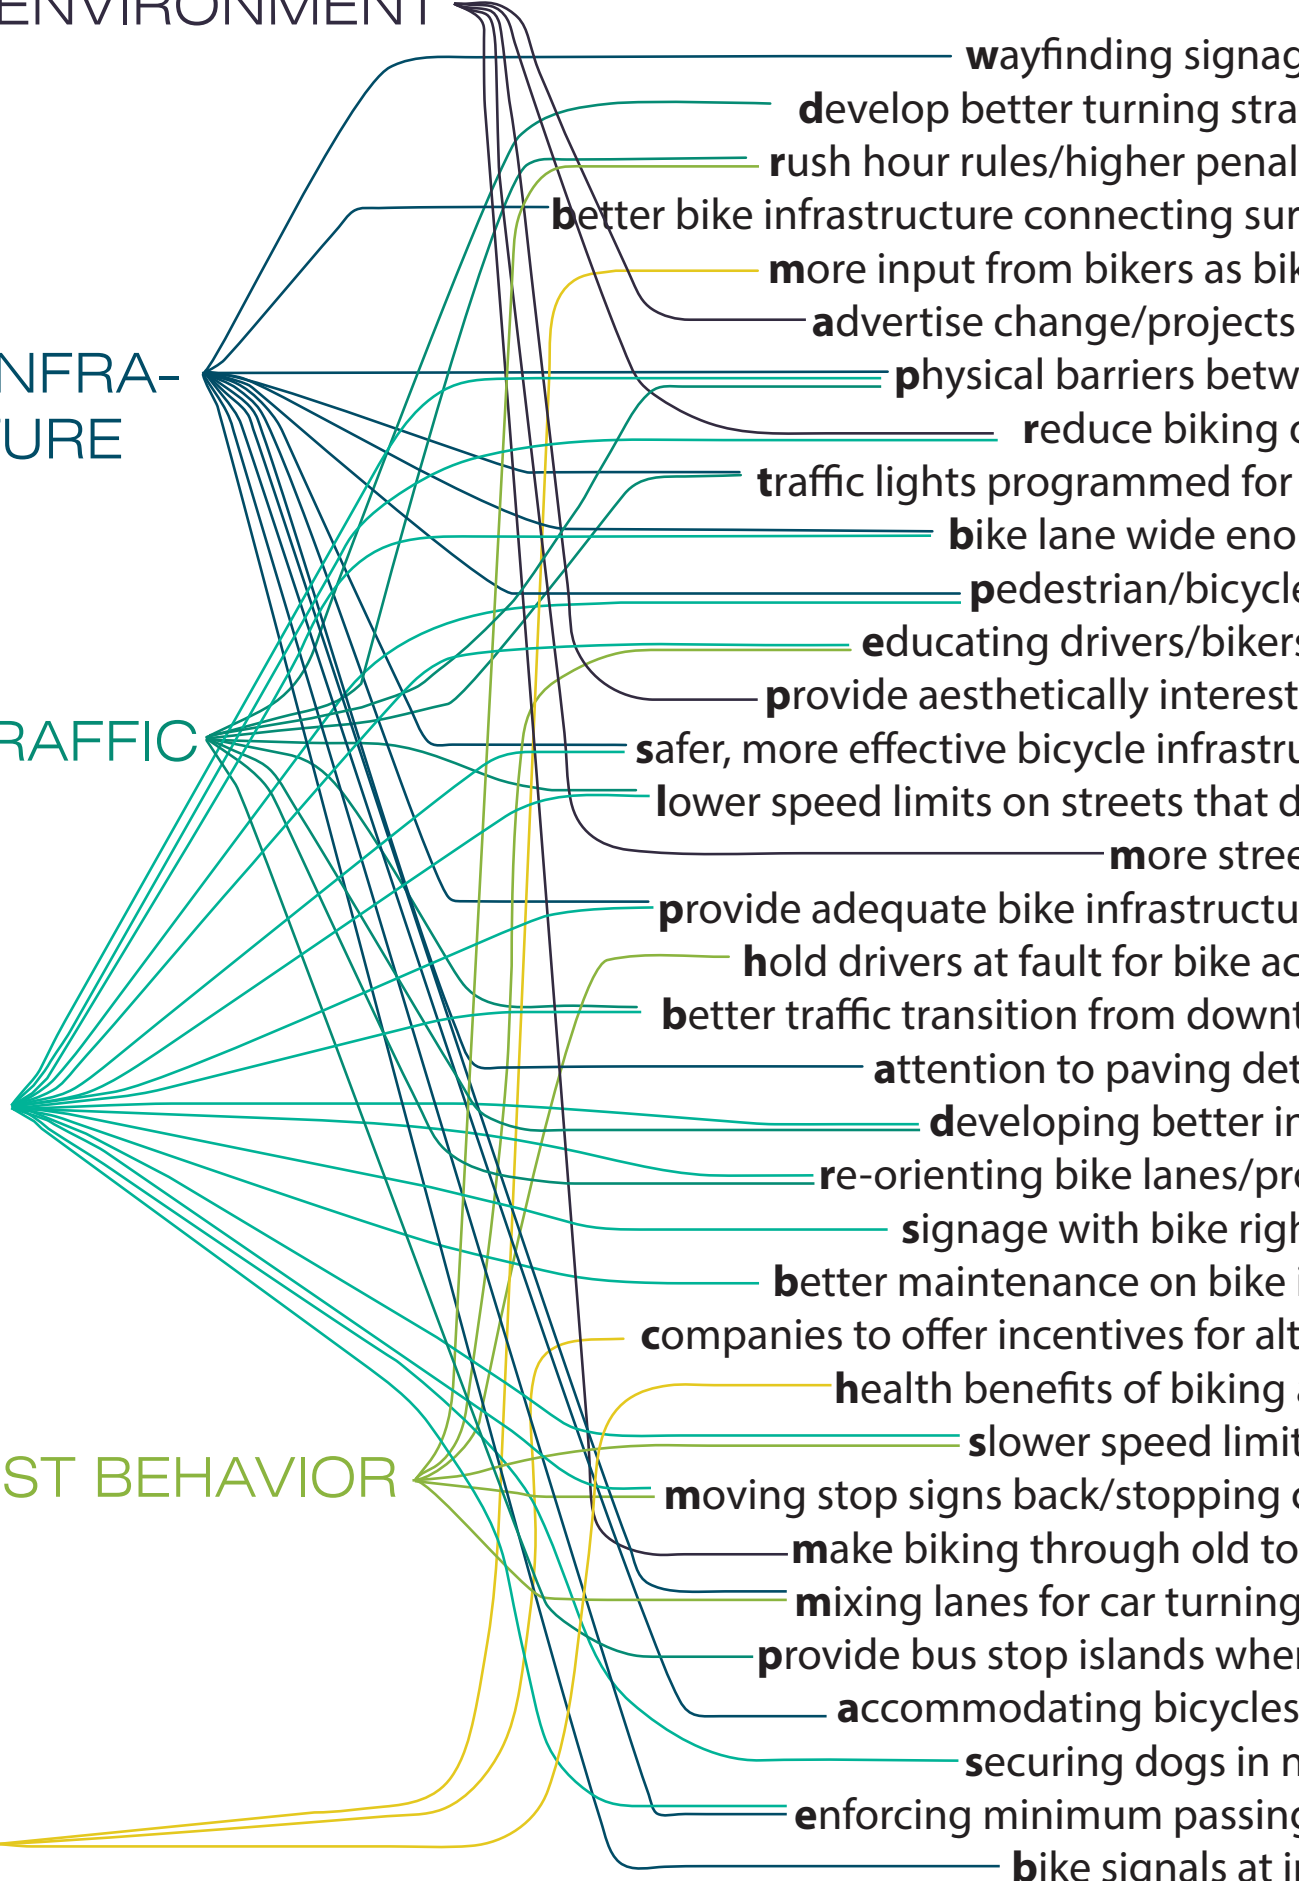 ENVIRONMENT
wayfinding signag
develop better turning stra
rush hour rules/higher penal
better bike infrastructure connecting sur
more input from bikers as bik
advertise change/projects
NFRA-
TURE
physical barriers betw
reduce biking
traffic lights programmed for
bike lane wide eno
pedestrian/bicycle
educating drivers/bikers
provide aesthetically interest
RAFFIC
safer, more effective bicycle infrastru
lower speed limits on streets that d
more stree
provide adequate bike infrastructu
hold drivers at fault for bike ac
better traffic transition from downt
attention to paving det
developing better in
re-orienting bike lanes/pro
signage with bike righ
better maintenance on bike
companies to offer incentives for alt
health benefits of biking
slower speed limit
ST BEHAVIOR
moving stop signs back/stopping
make biking through old to
mixing lanes for car turning
provide bus stop islands wher
accommodating bicycles
securing dogs in n
enforcing minimum passing
bike signals at in